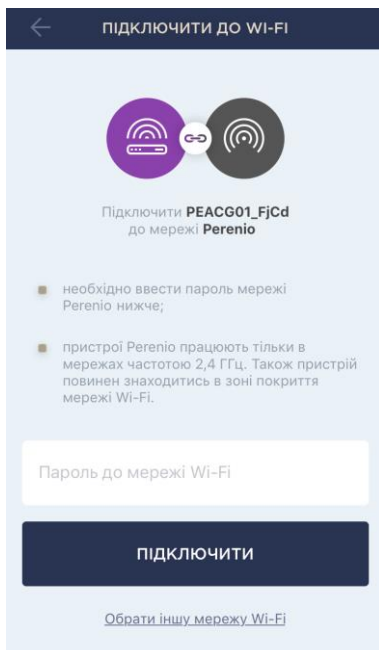 ПІДКЛЮЧИТИ ДО WI-FI
Підключити PEACG01_FjCd
до мережі Perenio
необхідно ввести пароль мережі
Perenio нижче;
пристрої Perenio працюють тільки в
мережах частотою 2,4 ГГц. Також пристрій
повинен знаходитись в зоні покриття
мережі Wi-Fi.
Пароль до мережі Wi-Fi
ПІДКЛЮЧИТИ
Обрати іншу мережу Wi-Fi